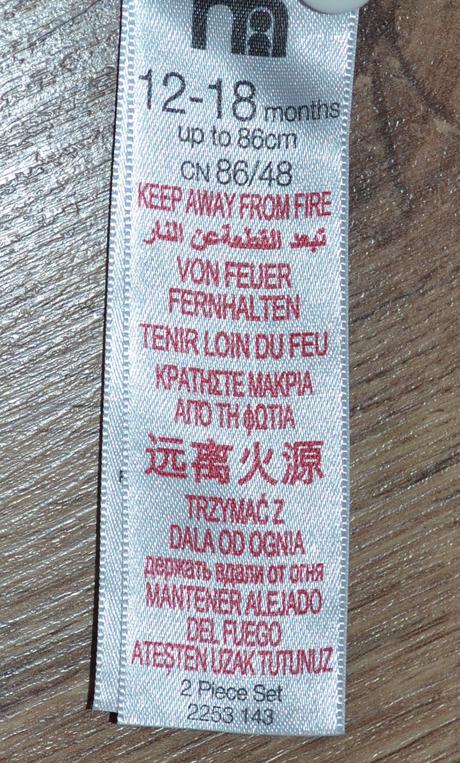 12-18 months
up to 86cm
CN 86/48
KEEP AWAY FROM FIRE
تبعد القطعة عن النار
VON FEUER
FERNHALTEN
TENIR LOIN DU FEU
ΚΡΑΤΗΣΤΕ ΜΑΚΡΙΑ
ΑΠΟ ΤΗ ΦΩΤΙΑ
远离火源
TRZYMAĆ Z
DALA OD OGNIA
держать вдали от огня
MANTENER ALEJADO
DEL FUEGO
ATESTEN UZAK TUTUNUZ
2 Piece Set
2253 143